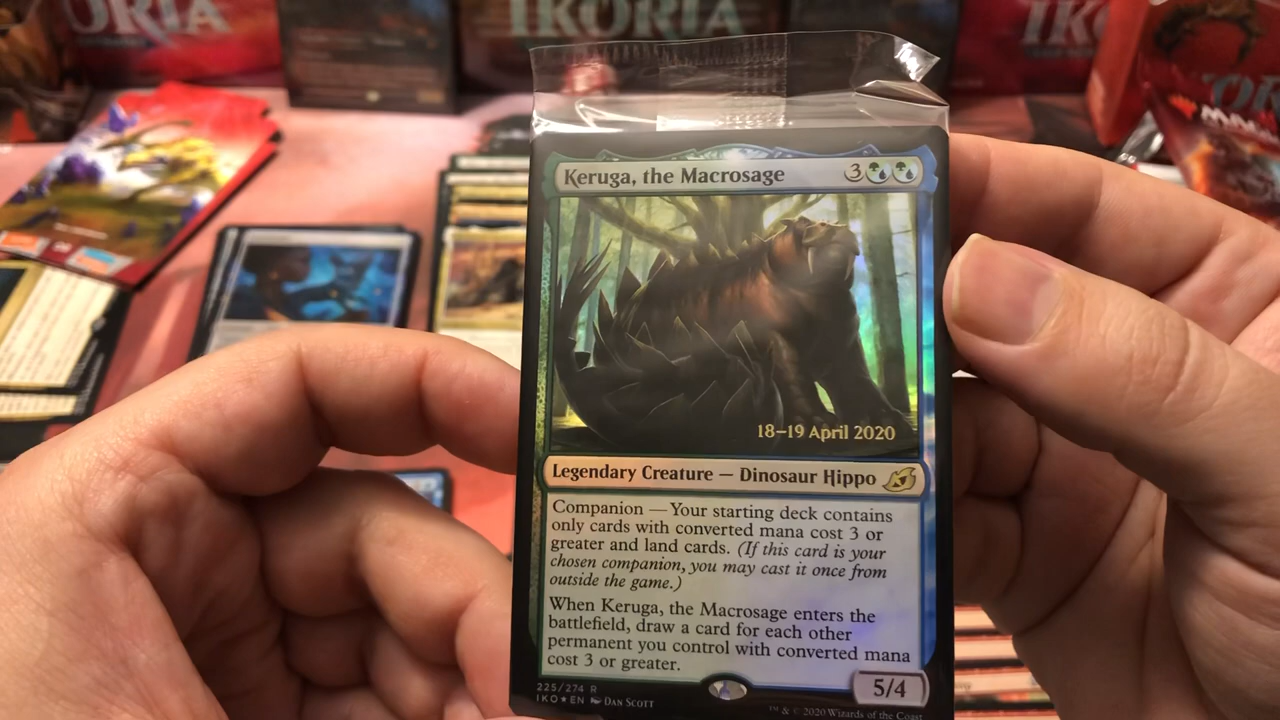 ORIA
IKORIA
IK
MA
Keruga, the Macrosage
3
18–19 April 2020
Legendary Creature — Dinosaur Hippo
Companion — Your starting deck contains
only cards with converted mana cost 3 or
greater and land cards. (If this card is your
chosen companion, you may cast it once from
outside the game.)
When Keruga, the Macrosage enters the
battlefield, draw a card for each other
permanent you control with converted mana
cost 3 or greater.
5/4
225/274 R
IKO★EN DAN SCOTT
™ & © 2020 Wizards of the Coast